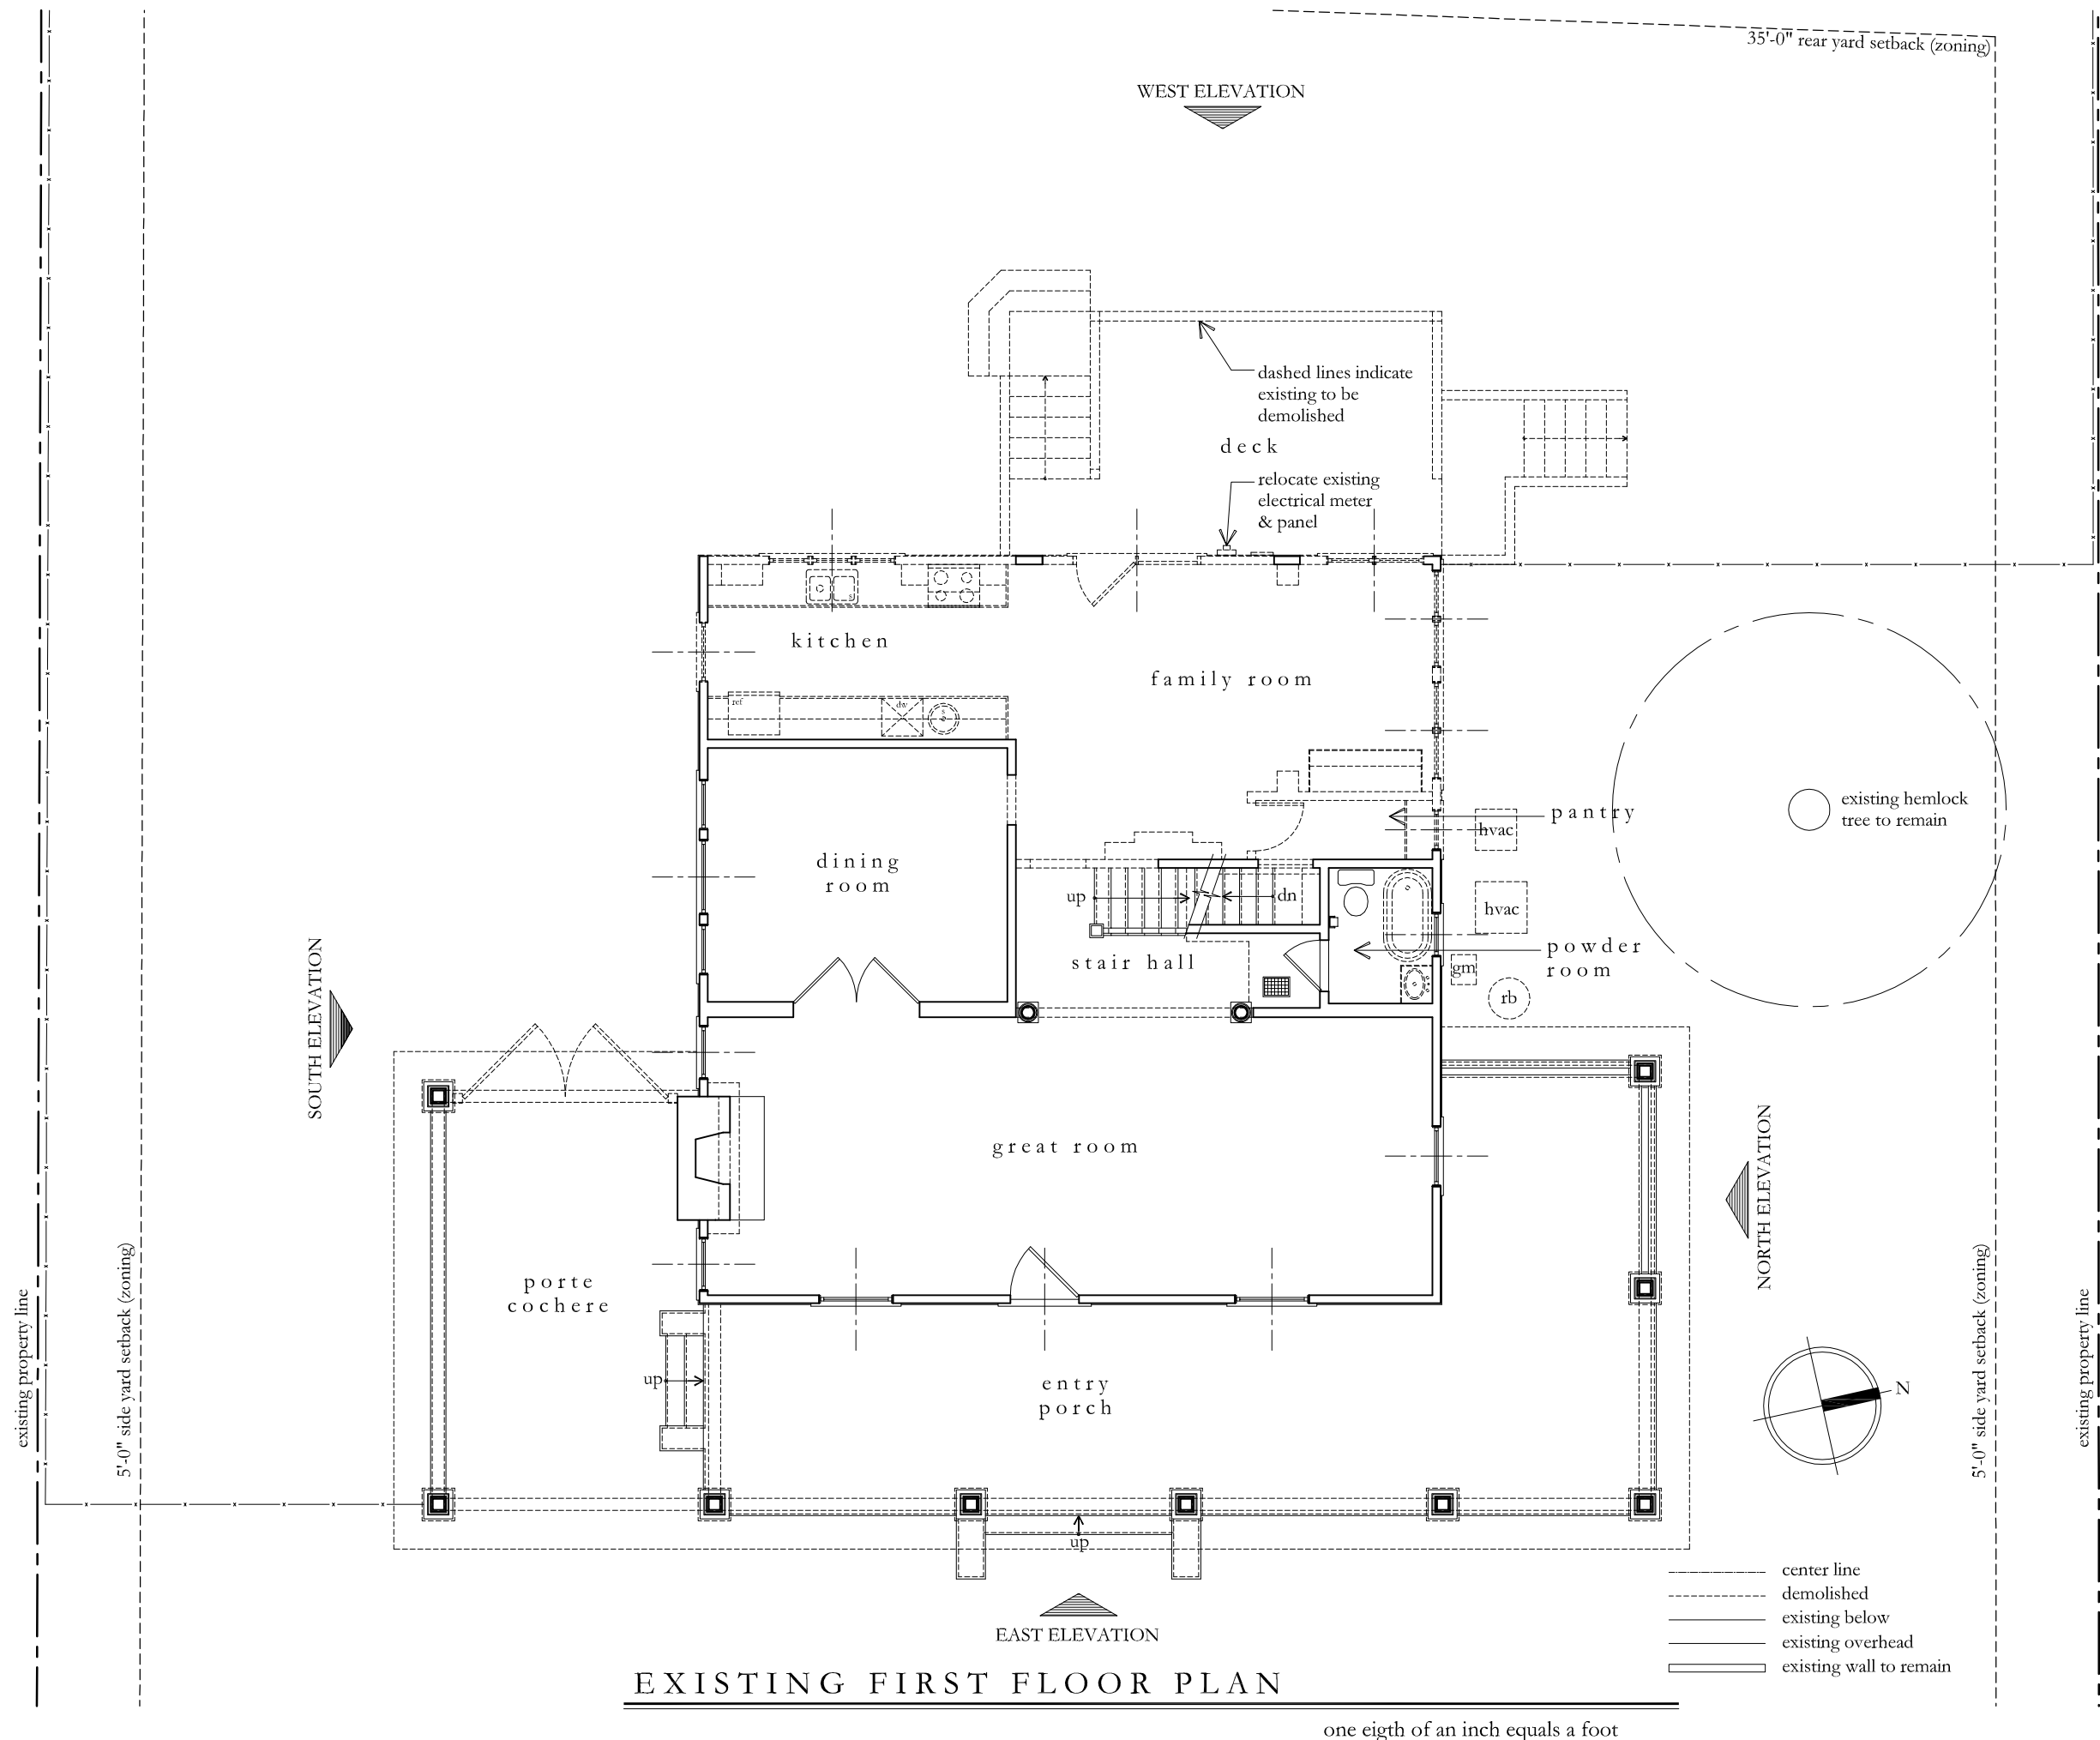 35'-0" rear yard setback (zoning)
WEST ELEVATION
dashed lines indicate
existing to be
demolished
deck
relocate existing
electrical meter
& panel
kitchen
family room
ref
dw
s
s
pantry
hvac
existing hemlock
tree to remain
dining
room
up
dn
hvac
powder
room
stair hall
gm
rb
SOUTH ELEVATION
great room
NORTH ELEVATION
porte
cochere
existing property line
5'-0" side yard setback (zoning)
5'-0" side yard setback (zoning)
existing property line
up
entry
porch
N
up
EAST ELEVATION
center line
demolished
existing below
existing overhead
existing wall to remain
EXISTING FIRST FLOOR PLAN
one eigth of an inch equals a foot